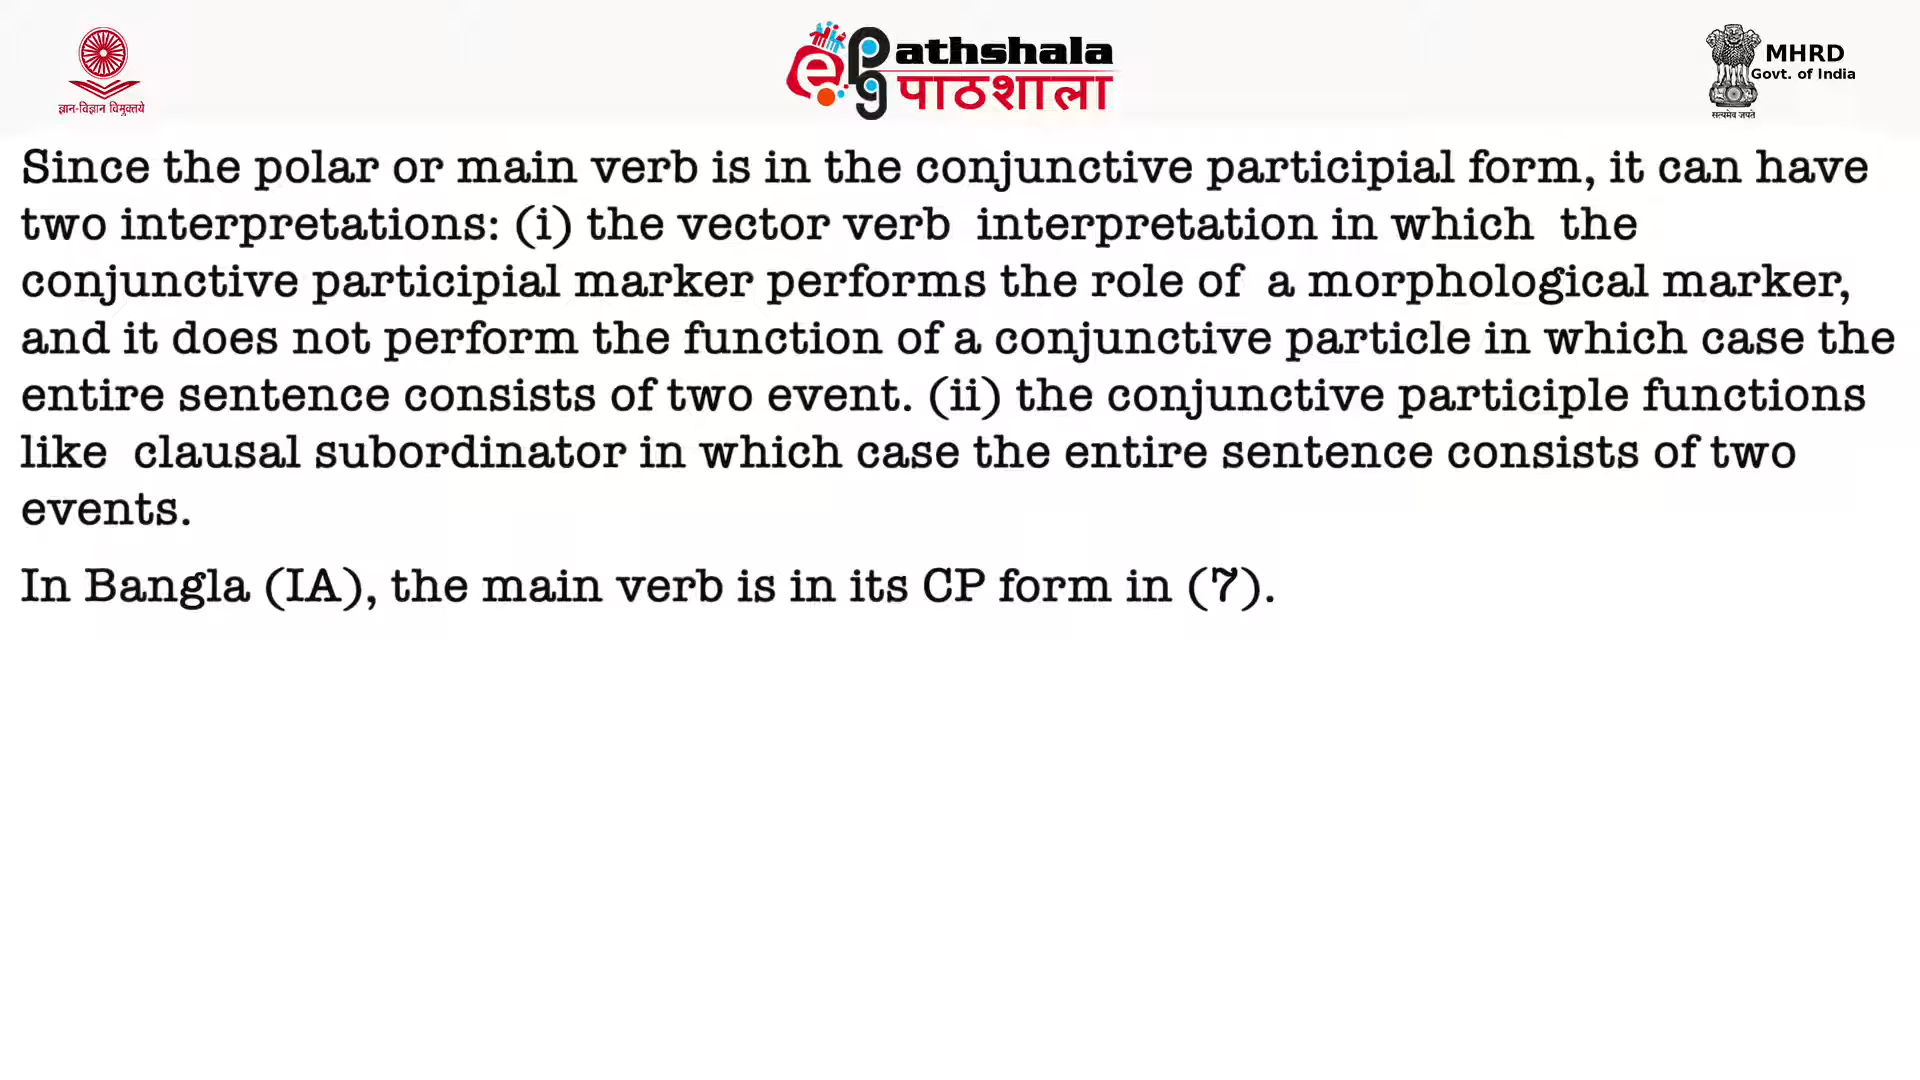 ज्ञान-विज्ञान विमुक्तये
ePGathshala
पाठशाला
MHRD
Govt. of India
सत्यमेव जयते
Since the polar or main verb is in the conjunctive participial form, it can have
two interpretations: (i) the vector verb interpretation in which the
conjunctive participial marker performs the role of a morphological marker,
and it does not perform the function of a conjunctive particle in which case the
entire sentence consists of two event. (ii) the conjunctive participle functions
like clausal subordinator in which case the entire sentence consists of two
events.
In Bangla (IA), the main verb is in its CP form in (7).